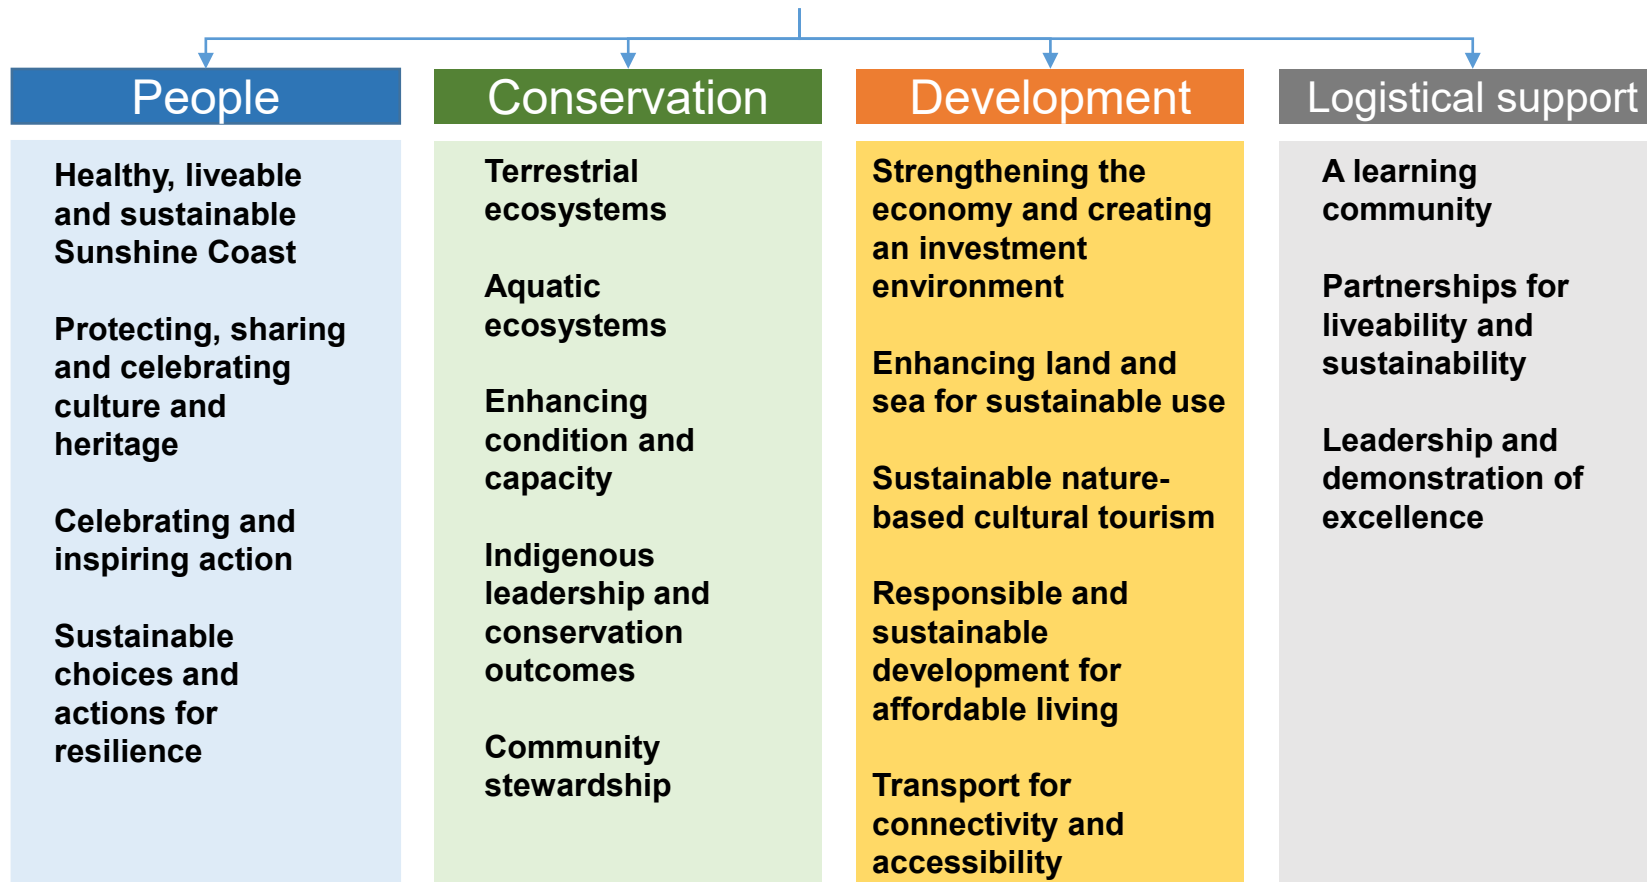 People
Healthy, liveable
and sustainable
Sunshine Coast
Protecting, sharing
and celebrating
culture and
heritage
Celebrating and
inspiring action
Sustainable
choices and
actions for
resilience
Conservation
Terrestrial
ecosystems
Aquatic
ecosystems
Enhancing
condition and
capacity
Indigenous
leadership and
conservation
outcomes
Community
stewardship
Development
Strengthening the
economy and creating
an investment
environment
Enhancing land and
sea for sustainable use
Sustainable nature-
based cultural tourism
Responsible and
sustainable
development for
affordable living
Transport for
connectivity and
accessibility
Logistical support
A learning
community
Partnerships for
liveability and
sustainability
Leadership and
demonstration of
excellence